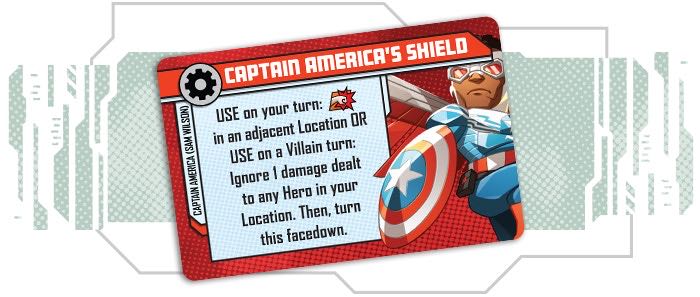 CAPTAIN AMERICA'S SHIELD
CAPTAIN AMERICA (SAM WILSON)
USE on your turn:
in an adjacent Location OR
USE on a Villain turn:
Ignore 1 damage dealt
to any Hero in your
Location. Then, turn
this facedown.